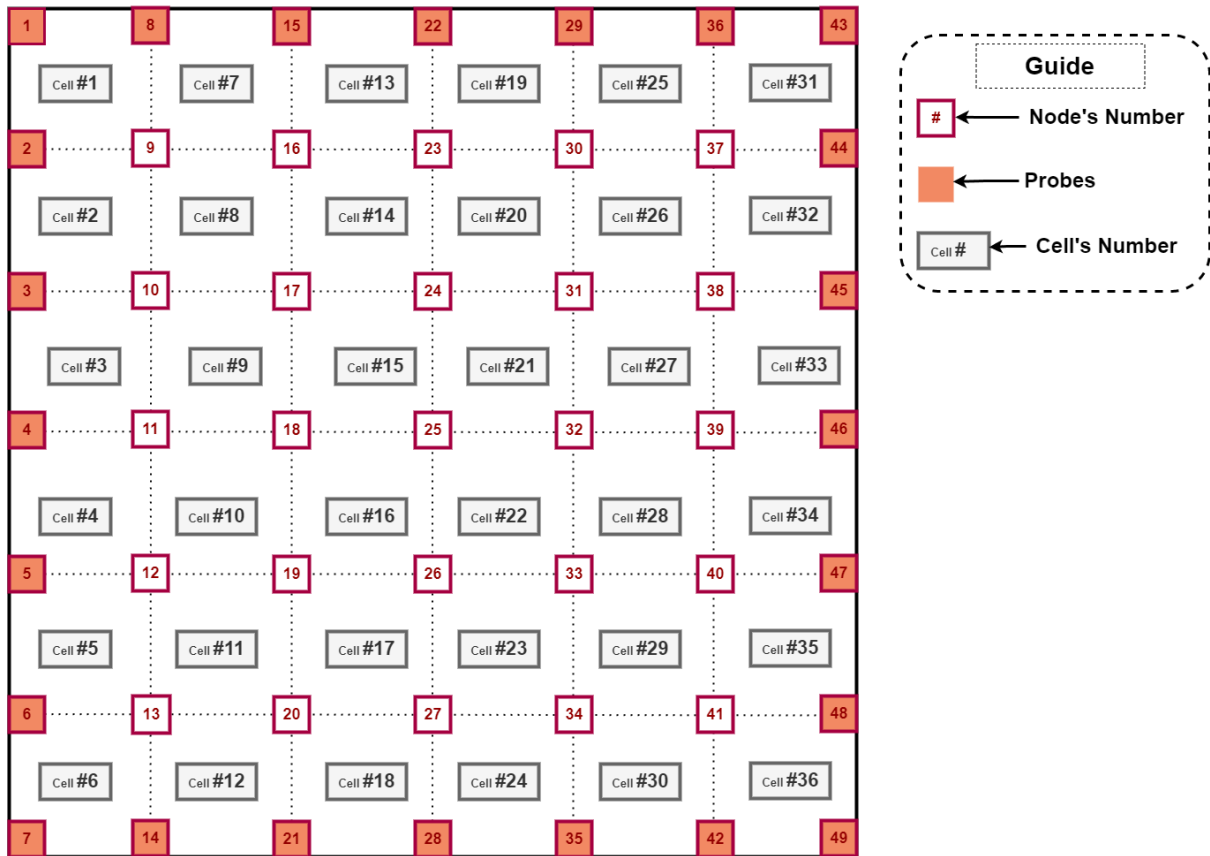 1 8 15 22 29 36 43
Cell #1 Cell #7 Cell #13 Cell #19 Cell #25 Cell #31
2 9 16 23 30 37 44
Cell #2 Cell #8 Cell #14 Cell #20 Cell #26 Cell #32
3 10 17 24 31 38 45
Cell #3 Cell #9 Cell #15 Cell #21 Cell #27 Cell #33
4 11 18 25 32 39 46
Cell #4 Cell #10 Cell #16 Cell #22 Cell #28 Cell #34
5 12 19 26 33 40 47
Cell #5 Cell #11 Cell #17 Cell #23 Cell #29 Cell #35
6 13 20 27 34 41 48
Cell #6 Cell #12 Cell #18 Cell #24 Cell #30 Cell #36
7 14 21 28 35 42 49
Guide
# Node's Number
Probes
Cell # Cell's Number